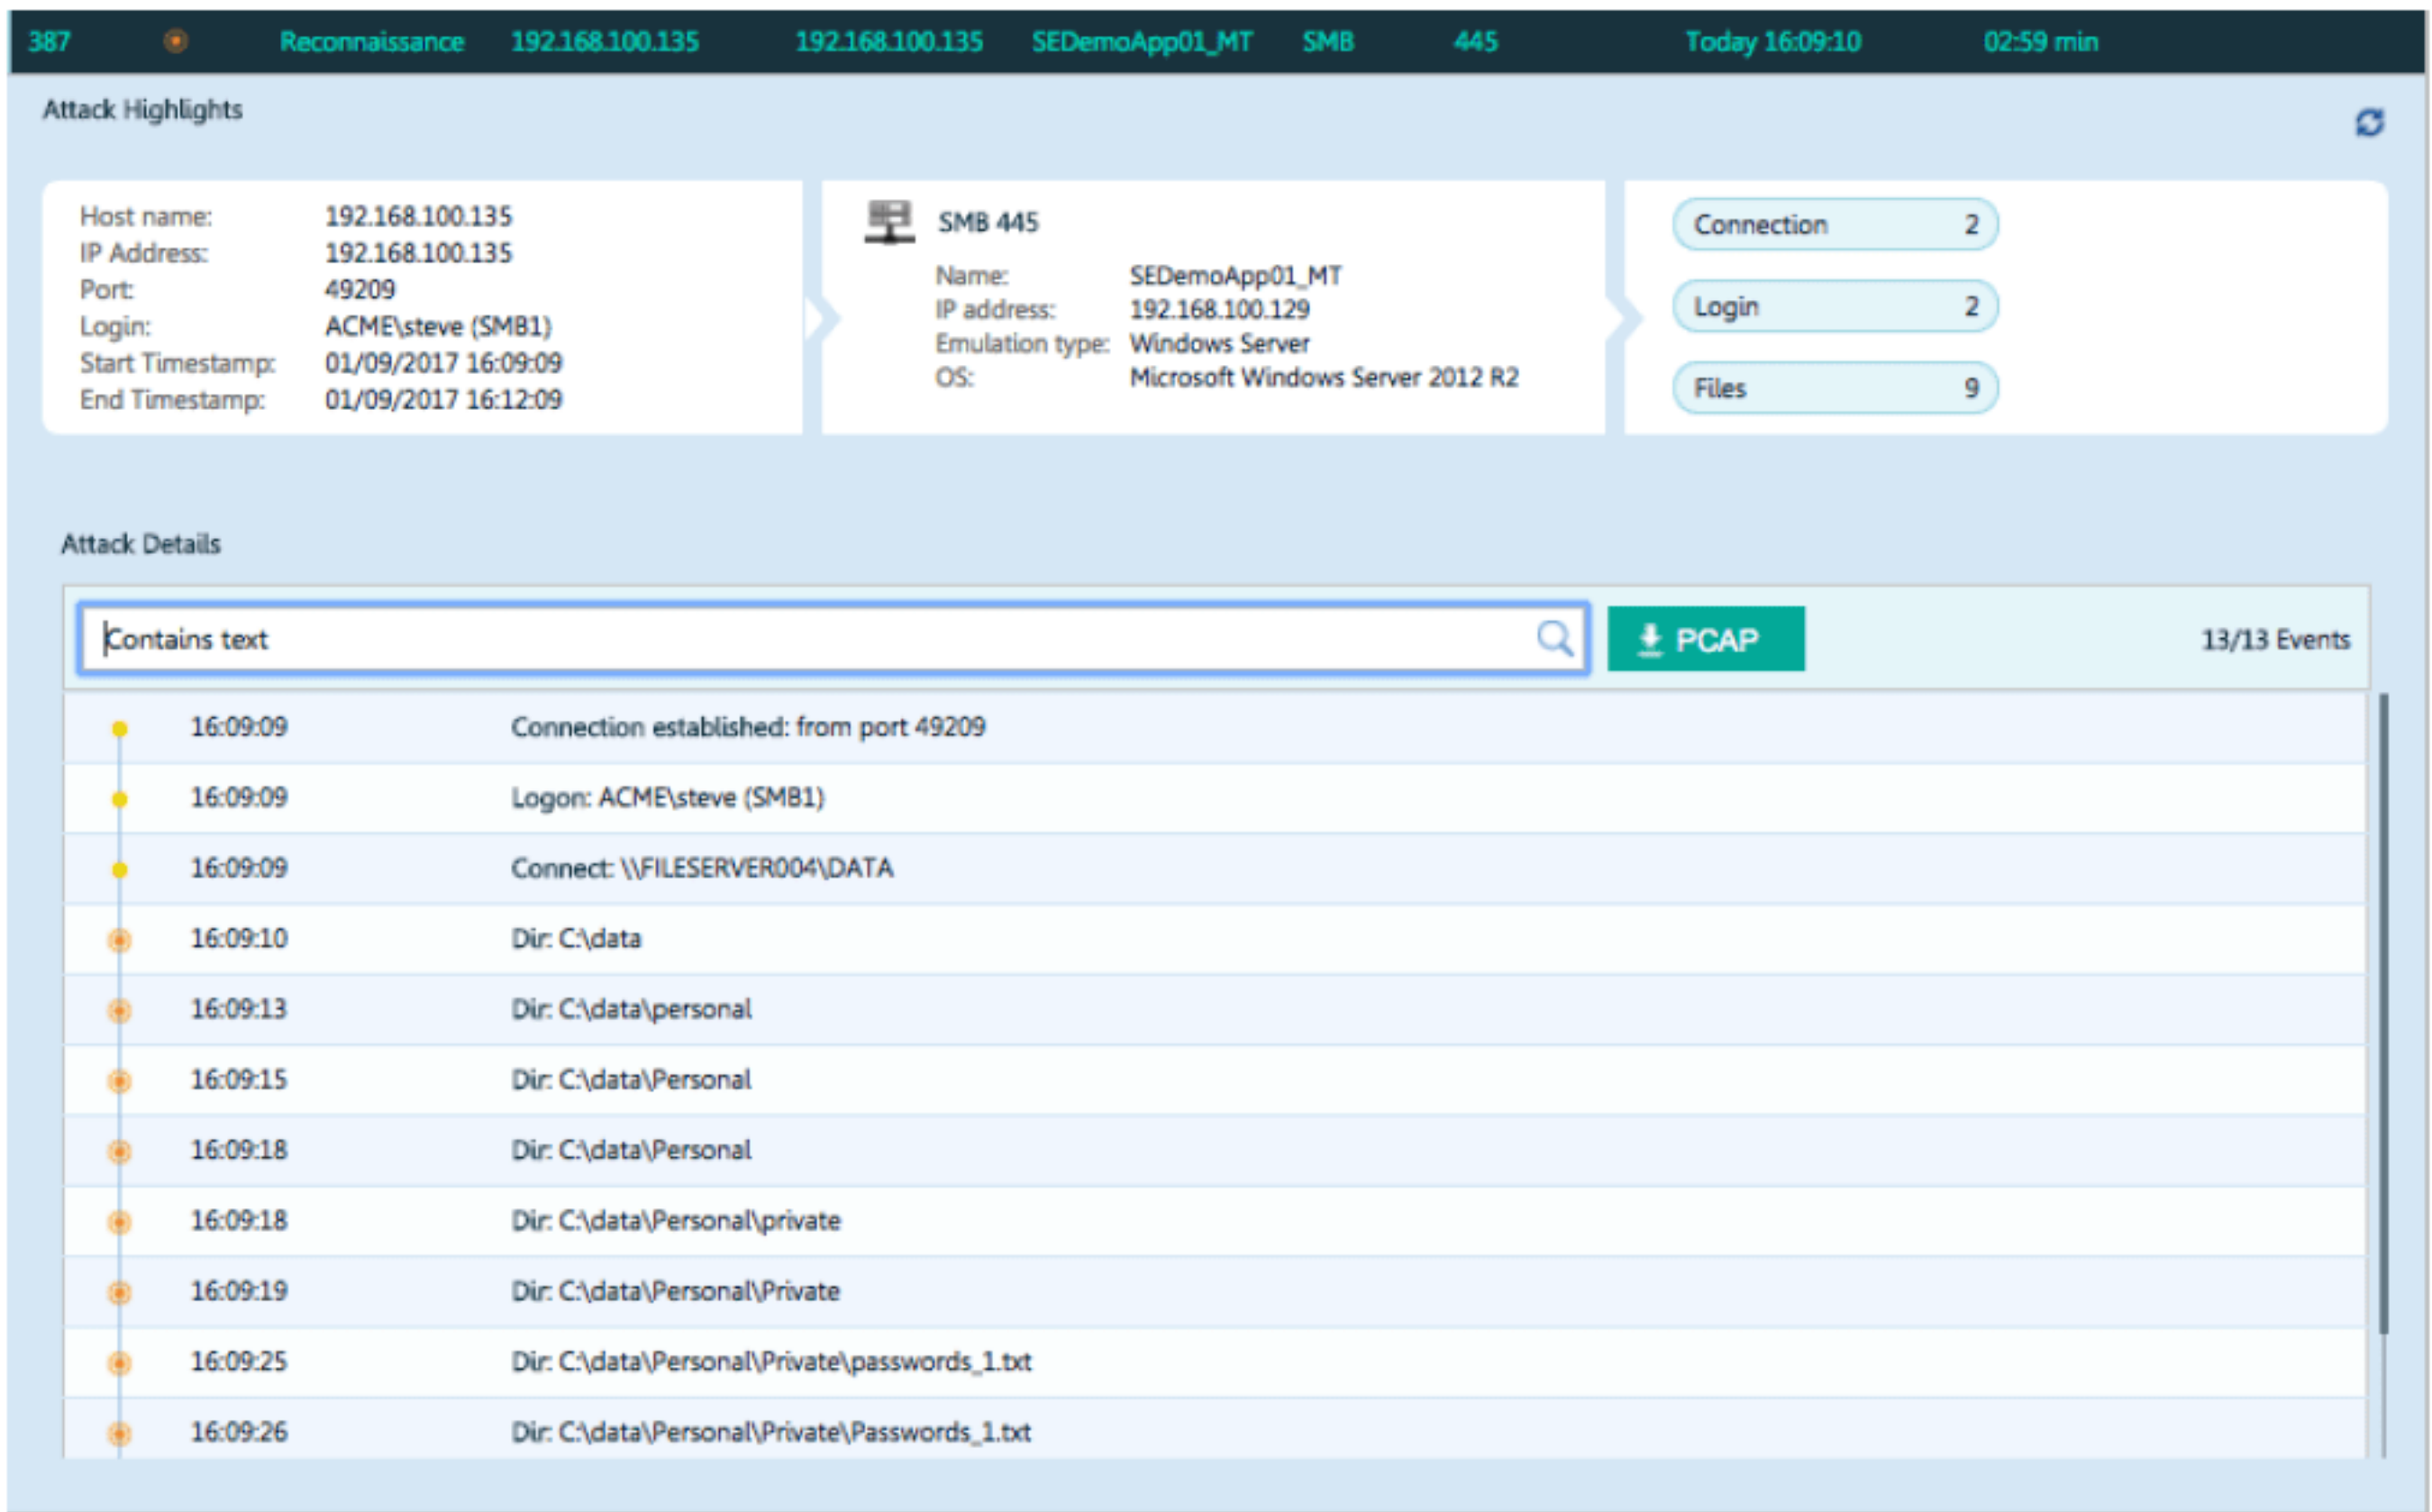 387 Reconnaissance 192.168.100.135 192.168.100.135 SEDemoApp01_MT SMB 445 Today 16:09:10 02:59 min
Attack Highlights
Host name: 192.168.100.135
IP Address: 192.168.100.135
Port: 49209
Login: ACME\steve (SMB1)
Start Timestamp: 01/09/2017 16:09:09
End Timestamp: 01/09/2017 16:12:09
SMB 445
Name: SEDemoApp01_MT
IP address: 192.168.100.129
Emulation type: Windows Server
OS: Microsoft Windows Server 2012 R2
Connection 2
Login 2
Files 9
Attack Details
Contains text PCAP 13/13 Events
16:09:09 Connection established: from port 49209
16:09:09 Logon: ACME\steve (SMB1)
16:09:09 Connect: \\FILESERVER004\DATA
16:09:10 Dir: C:\data
16:09:13 Dir: C:\data\personal
16:09:15 Dir: C:\data\Personal
16:09:18 Dir: C:\data\Personal
16:09:18 Dir: C:\data\Personal\private
16:09:19 Dir: C:\data\Personal\Private
16:09:25 Dir: C:\data\Personal\Private\passwords_1.txt
16:09:26 Dir: C:\data\Personal\Private\Passwords_1.txt